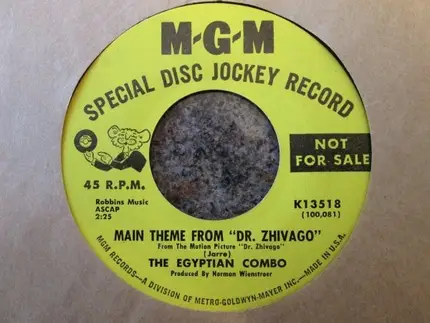 M-G-M
SPECIAL DISC JOCKEY RECORD
NOT
FOR SALE
45 R.P.M.
Robbins Music
ASCAP
2:25
K13518
(100,081)
MAIN THEME FROM "DR. ZHIVAGO"
From The Motion Picture "Dr. Zhivago"
(Jarre)
THE EGYPTIAN COMBO
Produced By Norman Wienstroer
MGM RECORDS—A DIVISION OF METRO-GOLDWYN-MAYER INC.—MADE IN U.S.A.